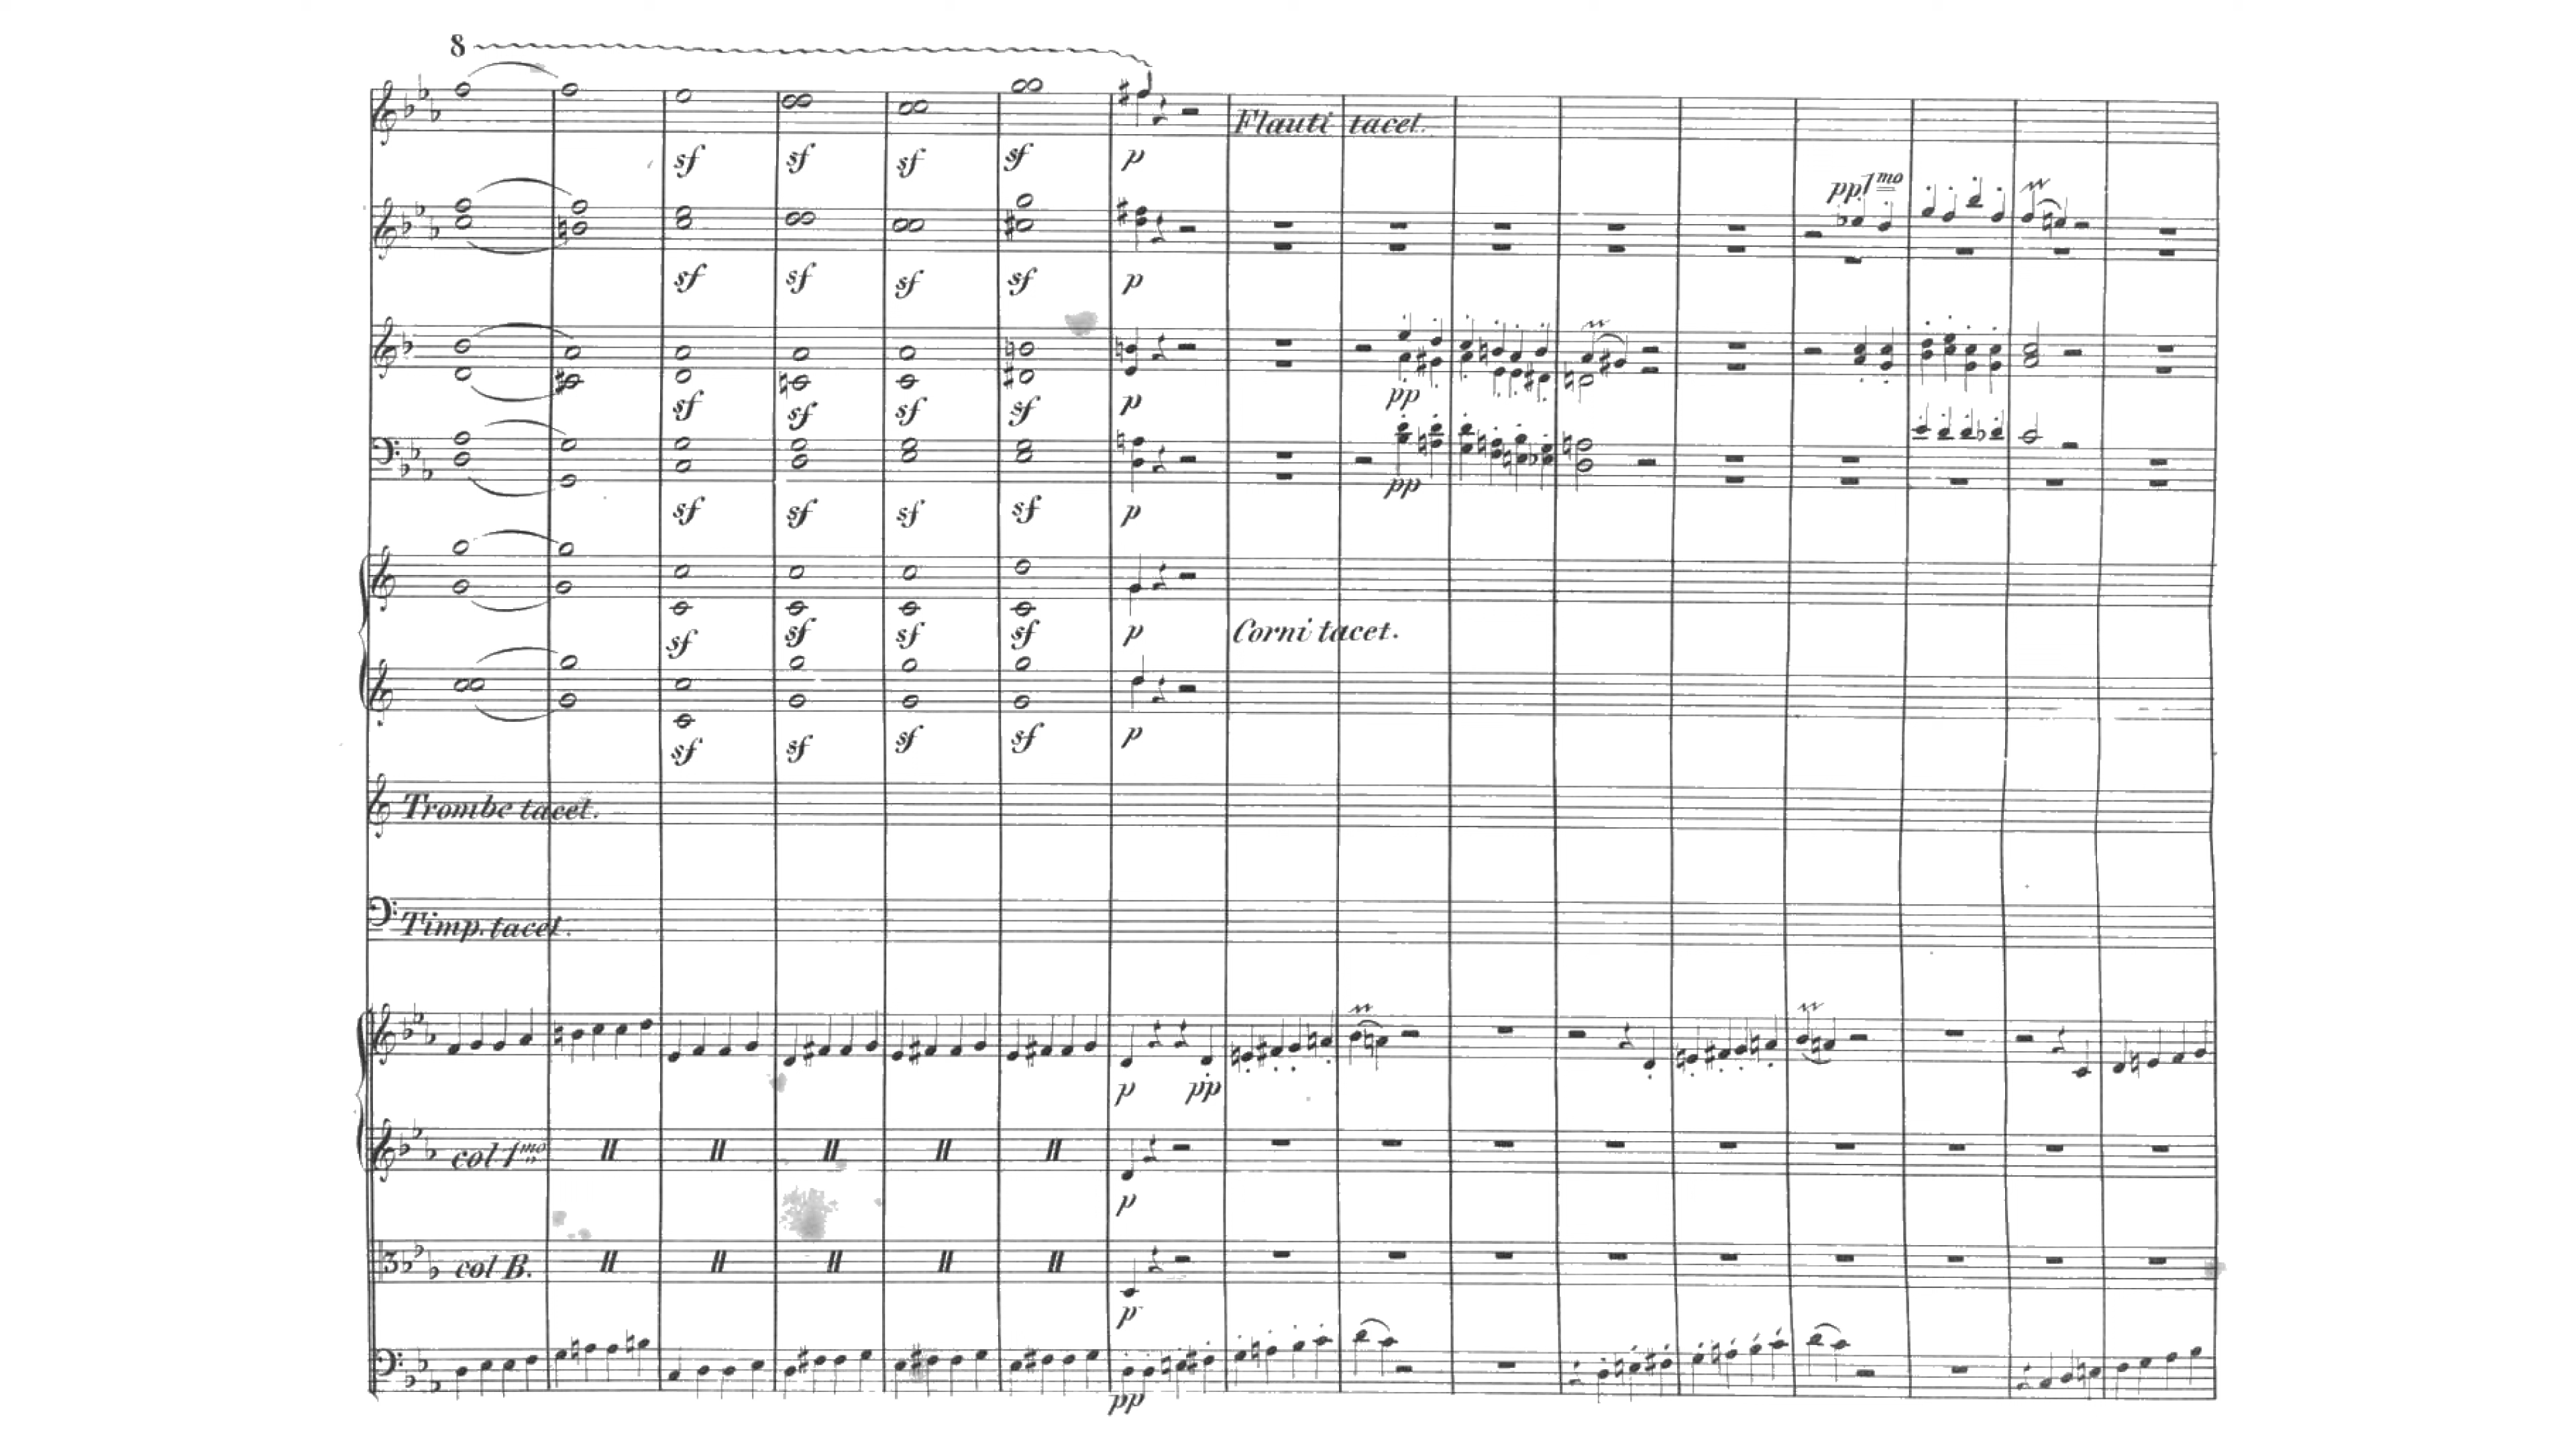 8
sf sf sf sf p
Flauti tacet.
pp 1mo
sf sf sf sf p
sf sf sf sf p pp
sf sf sf sf p pp
sf sf sf sf p
Corni tacet.
sf sf sf sf p
Trombe tacet.
Timp. tacet.
p pp
col 1mo
p
col B.
p
pp